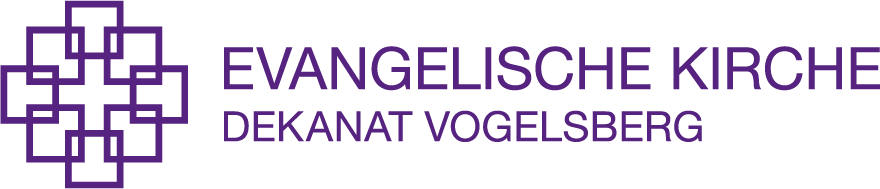 EVANGELISCHE KIRCHE
DEKANAT VOGELSBERG